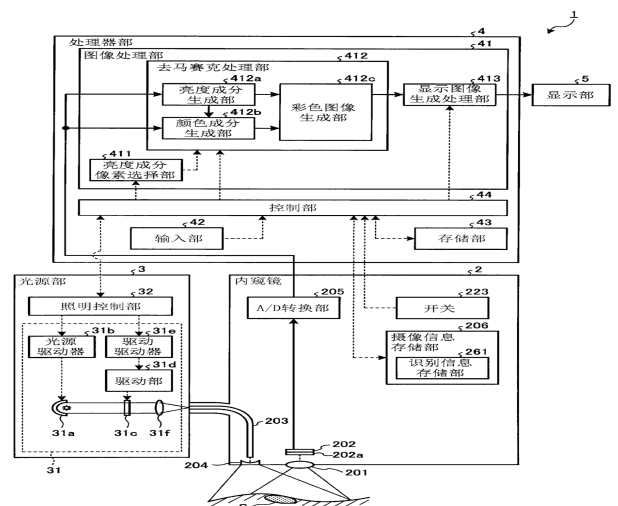 1
4
处理器部
41
图像处理部
412
去马赛克处理部
412a
亮度成分
生成部
412b
颜色成分
生成部
412c
彩色图像
生成部
413
显示图像
生成处理部
5
显示部
411
亮度成分
像素选择部
44
控制部
42
输入部
43
存储部
3
光源部
32
照明控制部
31b
光源
驱动器
31e
驱动
驱动器
31d
驱动部
31a
31c
31f
31
2
内窥镜
205
A/D转换部
223
开关
206
摄像信息
存储部
261
识别信息
存储部
203
202
202a
204
201